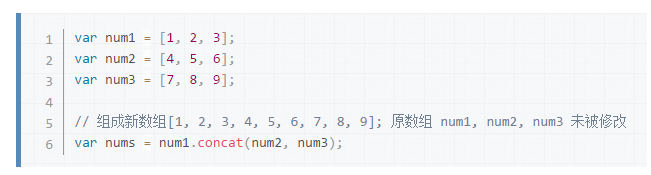 1 var num1 = [1, 2, 3];
2 var num2 = [4, 5, 6];
3 var num3 = [7, 8, 9];
4
5 // 组成新数组[1, 2, 3, 4, 5, 6, 7, 8, 9]; 原数组 num1, num2, num3 未被修改
6 var nums = num1.concat(num2, num3);